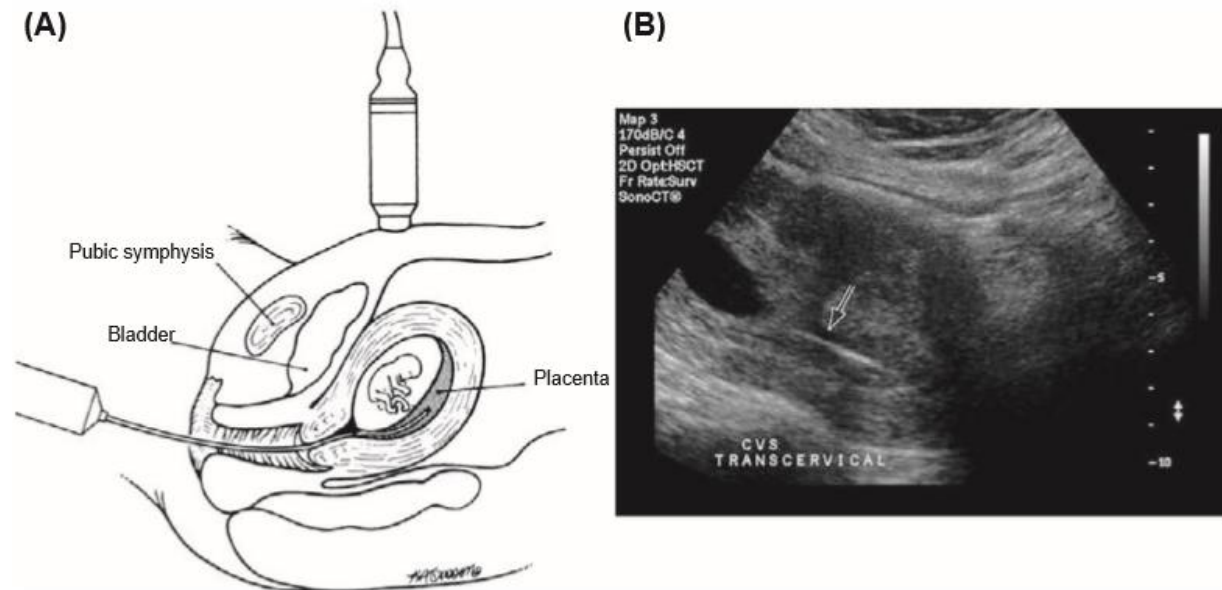 (A)
Pubic symphysis
Bladder
Placenta
(B)
Map 3
170dB/C 4
Persist Off
2D Opt:HSCT
Fr Rate:Surv
SonoCT®
5
10
CVS
TRANSCERVICAL